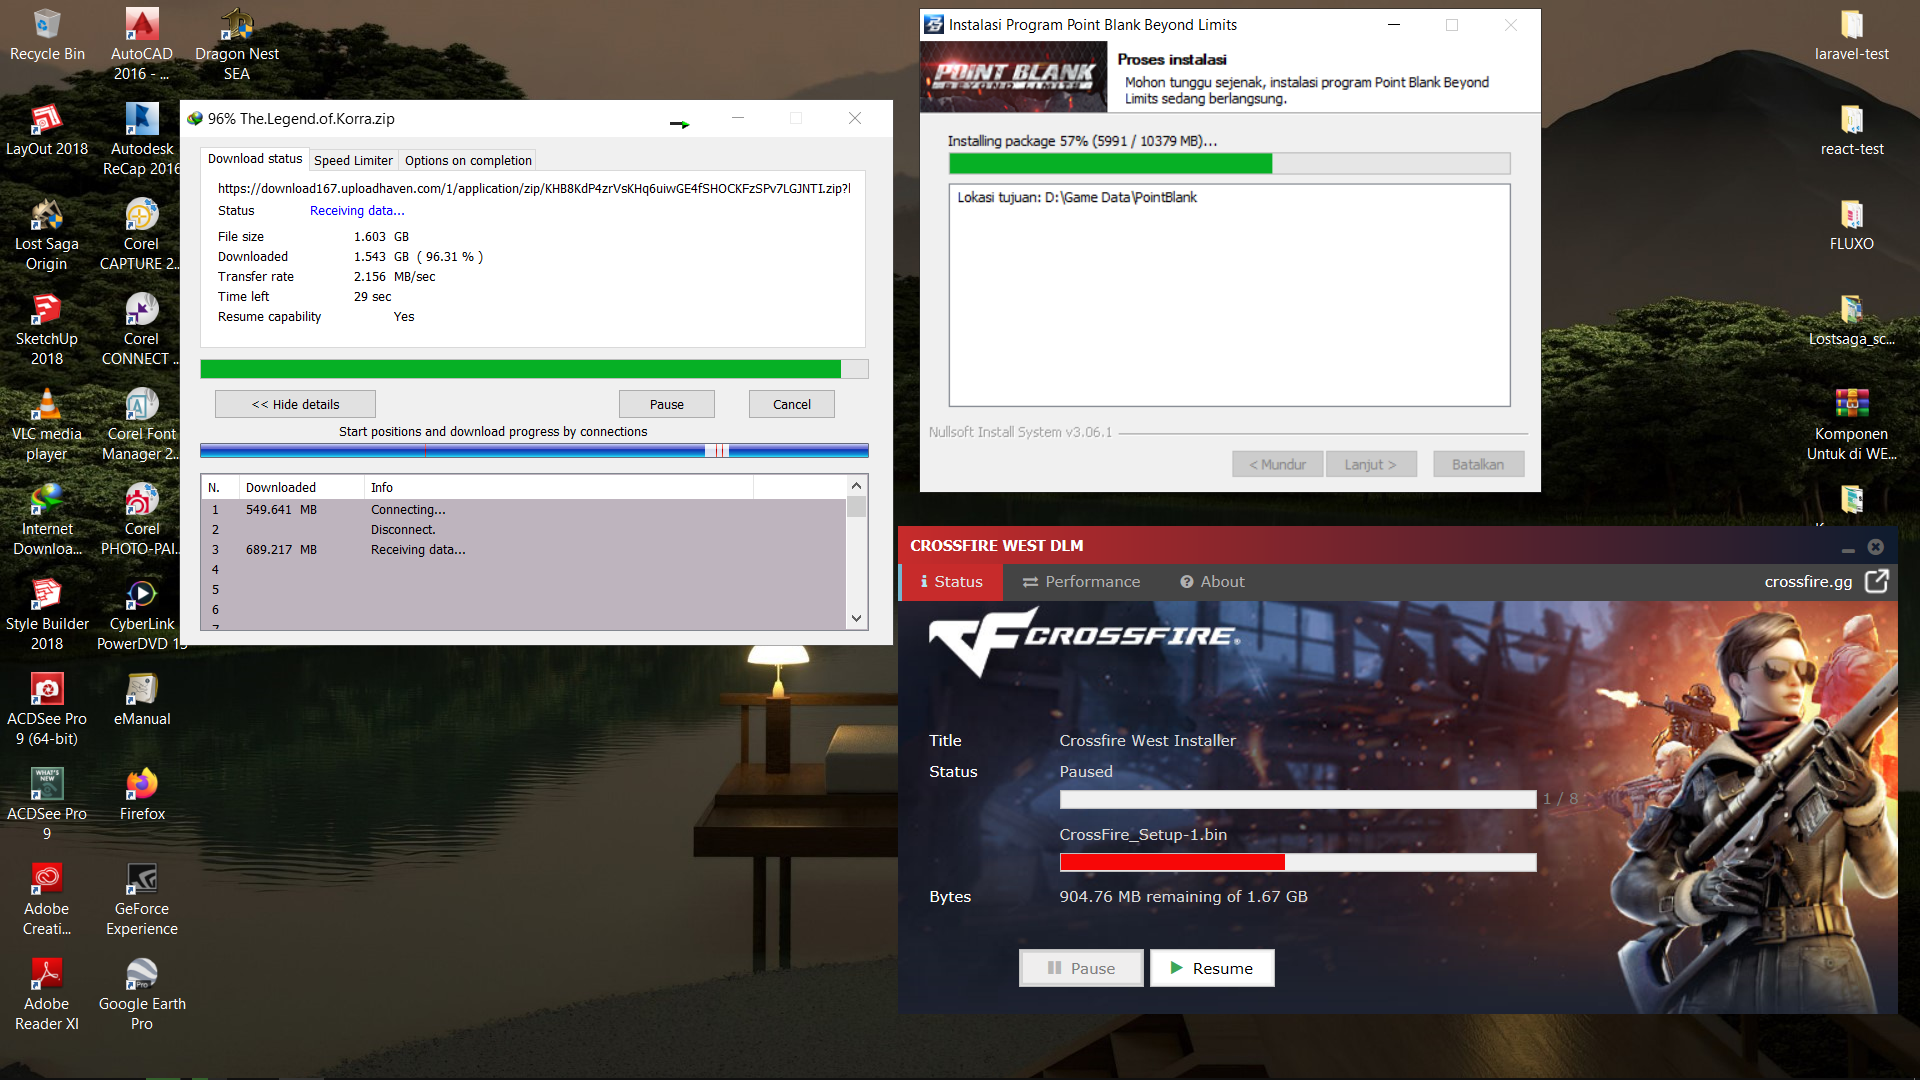 Recycle Bin
AutoCAD
2016 - ...
Dragon Nest
SEA
LayOut 2018
Autodesk
ReCap 2016
Lost Saga
Origin
Corel
CAPTURE 2...
SketchUp
2018
Corel
CONNECT ...
VLC media
player
Corel Font
Manager 2...
Internet
Downloa...
Corel
PHOTO-PAI...
Style Builder
2018
CyberLink
PowerDVD 1
ACDSee Pro
9 (64-bit)
eManual
WHAT'S
NEW
ACDSee Pro
9
Firefox
Adobe
Creati...
GeForce
Experience
Adobe
Reader XI
Pro
Google Earth
Pro
96% The.Legend.of.Korra.zip
Download status
Speed Limiter
Options on completion
https://download167.uploadhaven.com/1/application/zip/KHB8KdP4zrVsKHq6uiwGE4fSHOCKFzSPv7LGJNTI.zip?
Status Receiving data...
File size 1.603 GB
Downloaded 1.543 GB ( 96.31 % )
Transfer rate 2.156 MB/sec
Time left 29 sec
Resume capability Yes
<< Hide details
Pause
Cancel
Start positions and download progress by connections
N. Downloaded Info
1 549.641 MB Connecting...
2 Disconnect.
3 689.217 MB Receiving data...
4
5
6
Instalasi Program Point Blank Beyond Limits
POINT BLANK
BEYOND LIMITS
Proses instalasi
Mohon tunggu sejenak, instalasi program Point Blank Beyond
Limits sedang berlangsung.
Installing package 57% (5991 / 10379 MB)...
Lokasi tujuan: D:\Game Data\PointBlank
Nullsoft Install System v3.06.1
< Mundur
Lanjut >
Batalkan
CROSSFIRE WEST DLM
Status
Performance
About
crossfire.gg
CROSSFIRE
Title Crossfire West Installer
Status Paused
1 / 8
CrossFire_Setup-1.bin
Bytes 904.76 MB remaining of 1.67 GB
Pause
Resume
laravel-test
react-test
FLUXO
Lostsaga_sc...
Komponen
Untuk di WE...